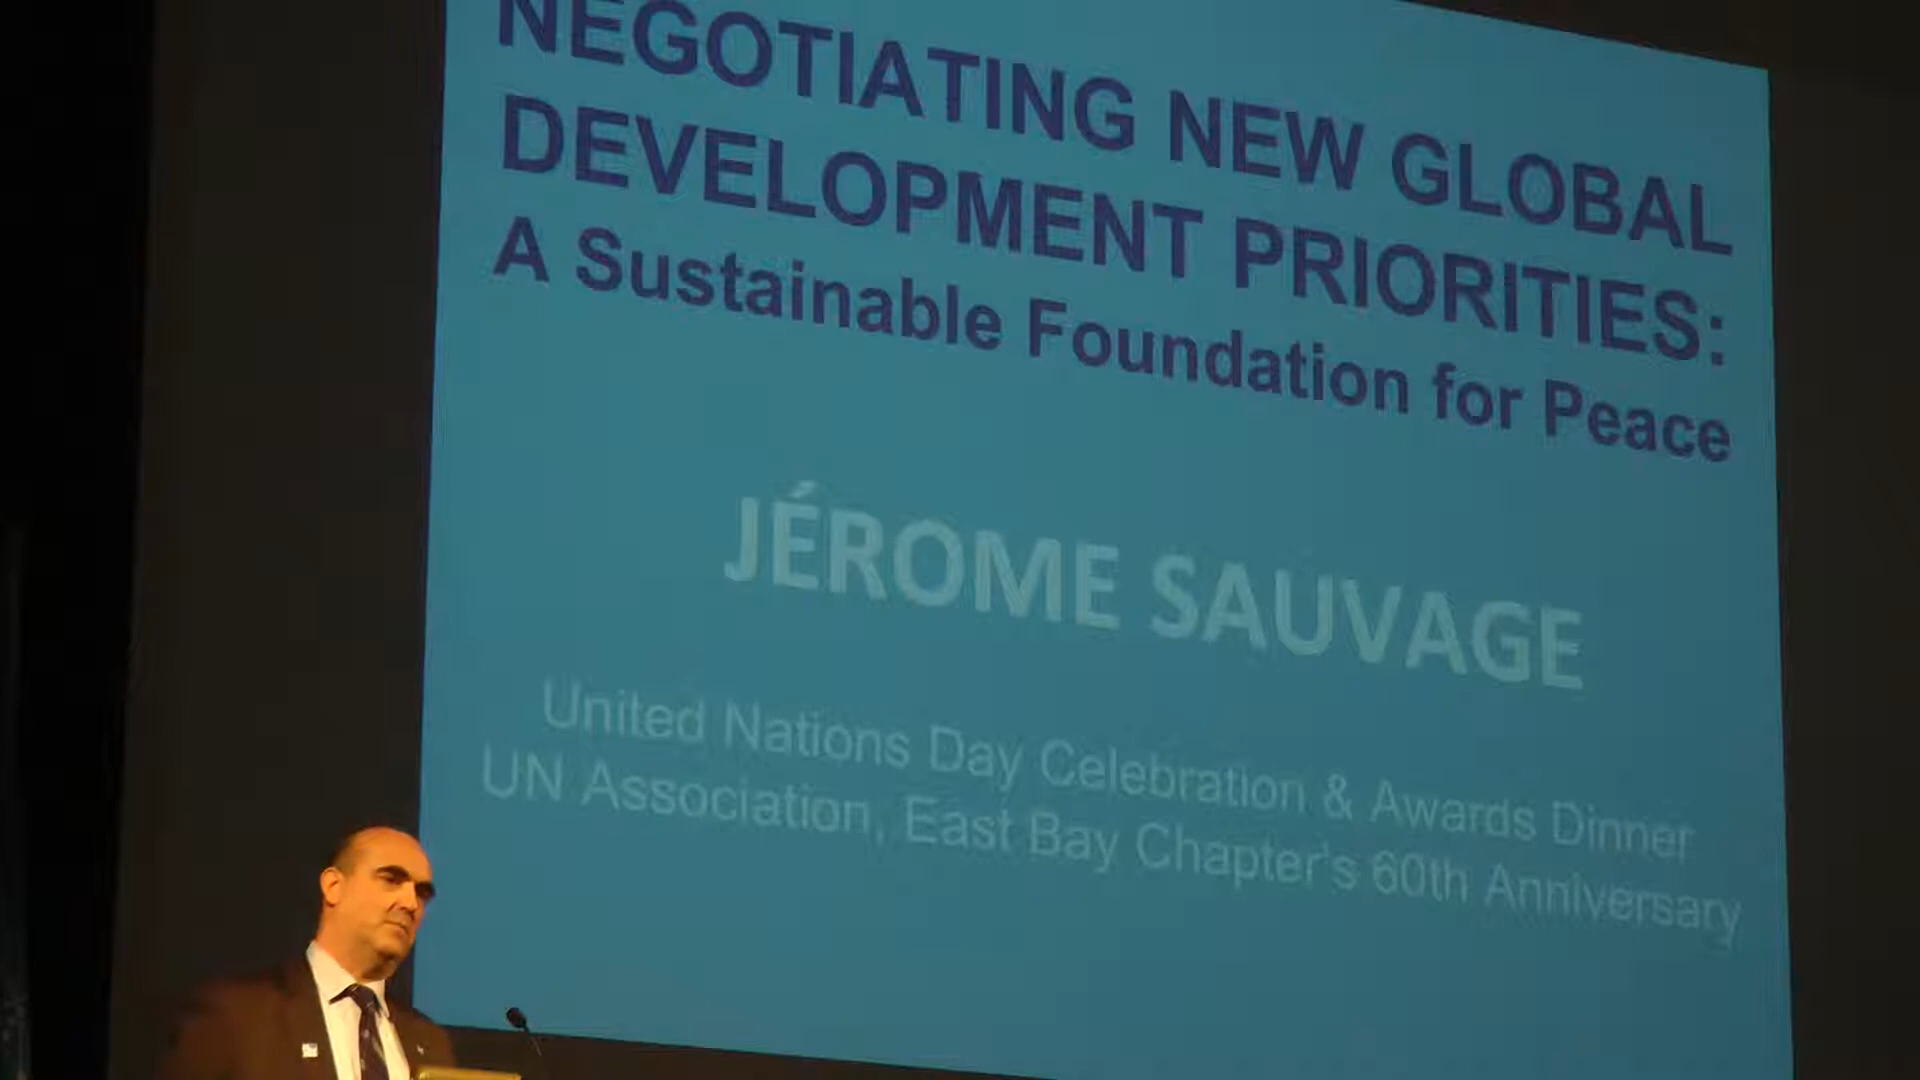 NEGOTIATING NEW GLOBAL
DEVELOPMENT PRIORITIES:
A Sustainable Foundation for Peace
JÉROME SAUVAGE
United Nations Day Celebration & Awards Dinner
UN Association, East Bay Chapter's 60th Anniversary